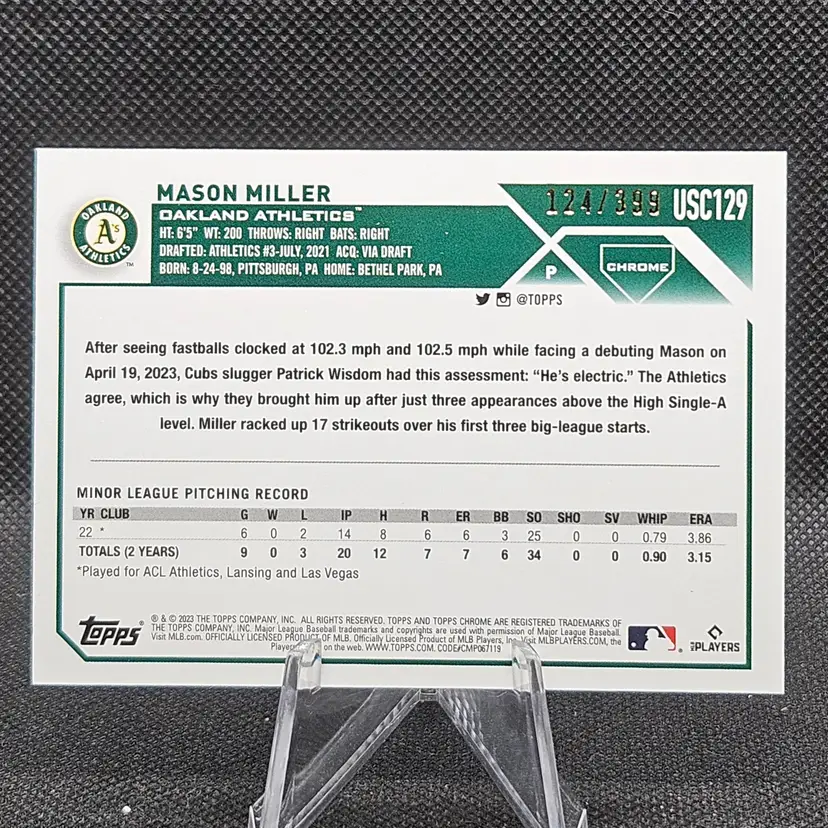 MASON MILLER
OAKLAND ATHLETICS™
HT: 6'5" WT: 200 THROWS: RIGHT BATS: RIGHT
DRAFTED: ATHLETICS #3-JULY, 2021 ACQ: VIA DRAFT
BORN: 8-24-98, PITTSBURGH, PA HOME: BETHEL PARK, PA
OAKLAND
A's
ATHLETICS
™
124/399 USC129
P
CHROME
@TOPPS
After seeing fastballs clocked at 102.3 mph and 102.5 mph while facing a debuting Mason on
April 19, 2023, Cubs slugger Patrick Wisdom had this assessment: “He’s electric.” The Athletics
agree, which is why they brought him up after just three appearances above the High Single-A
level. Miller racked up 17 strikeouts over his first three big-league starts.
MINOR LEAGUE PITCHING RECORD
YR CLUB G W L IP H R ER BB SO SHO SV WHIP ERA
22 * 6 0 2 14 8 6 6 3 25 0 0 0.79 3.86
TOTALS (2 YEARS) 9 0 3 20 12 7 7 6 34 0 0 0.90 3.15
*Played for ACL Athletics, Lansing and Las Vegas
Topps®
® & © 2023 THE TOPPS COMPANY, INC. ALL RIGHTS RESERVED. TOPPS AND TOPPS CHROME ARE REGISTERED TRADEMARKS OF
THE TOPPS COMPANY, INC. Major League Baseball trademarks and copyrights are used with permission of Major League Baseball.
Visit MLB.com. OFFICIALLY LICENSED PRODUCT OF MLB. Officially Licensed Product of MLB Players, Inc. Visit MLBPLAYERS.COM, the
Players on the web. WWW.TOPPS.COM. CODE#CMP067119
MLB PLAYERS